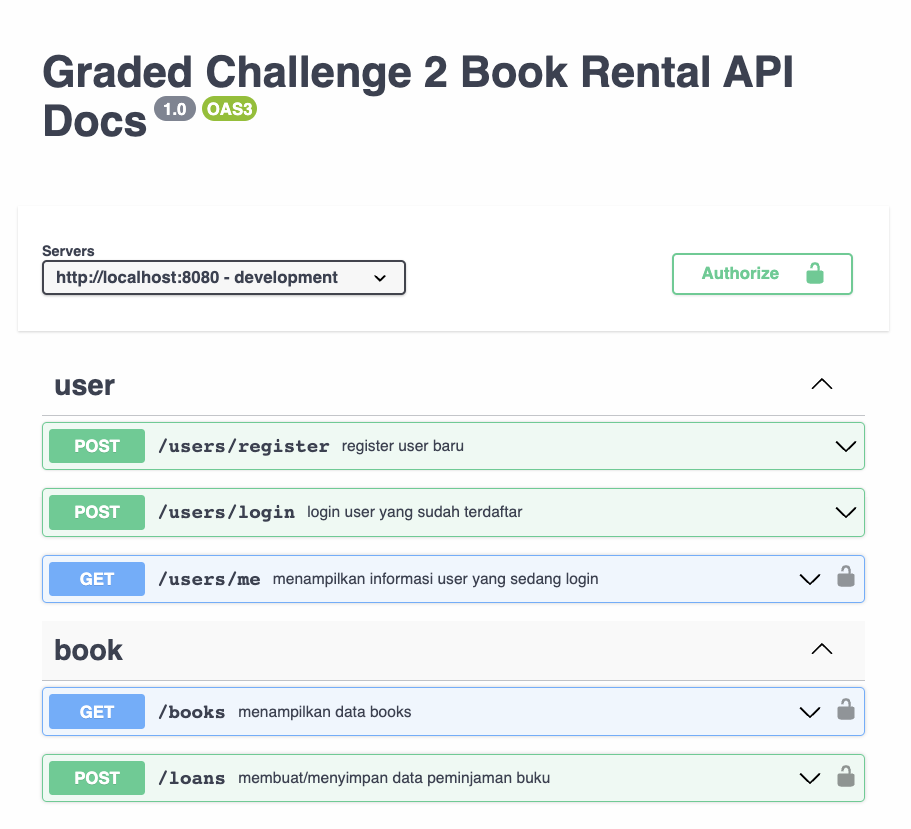 Graded Challenge 2 Book Rental API
Docs 1.0 OAS3
Servers
http://localhost:8080 - development
Authorize
user
POST /users/register register user baru
POST /users/login login user yang sudah terdaftar
GET /users/me menampilkan informasi user yang sedang login
book
GET /books menampilkan data books
POST /loans membuat/menyimpan data peminjaman buku